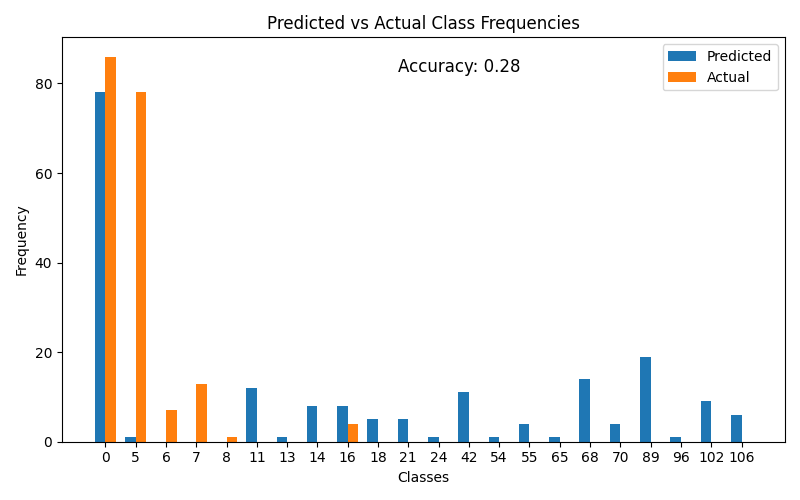 Predicted vs Actual Class Frequencies
Accuracy: 0.28
Predicted
Actual
Frequency
80
60
40
20
0
0 5 6 7 8 11 13 14 16 18 21 24 42 54 55 65 68 70 89 96 102 106
Classes